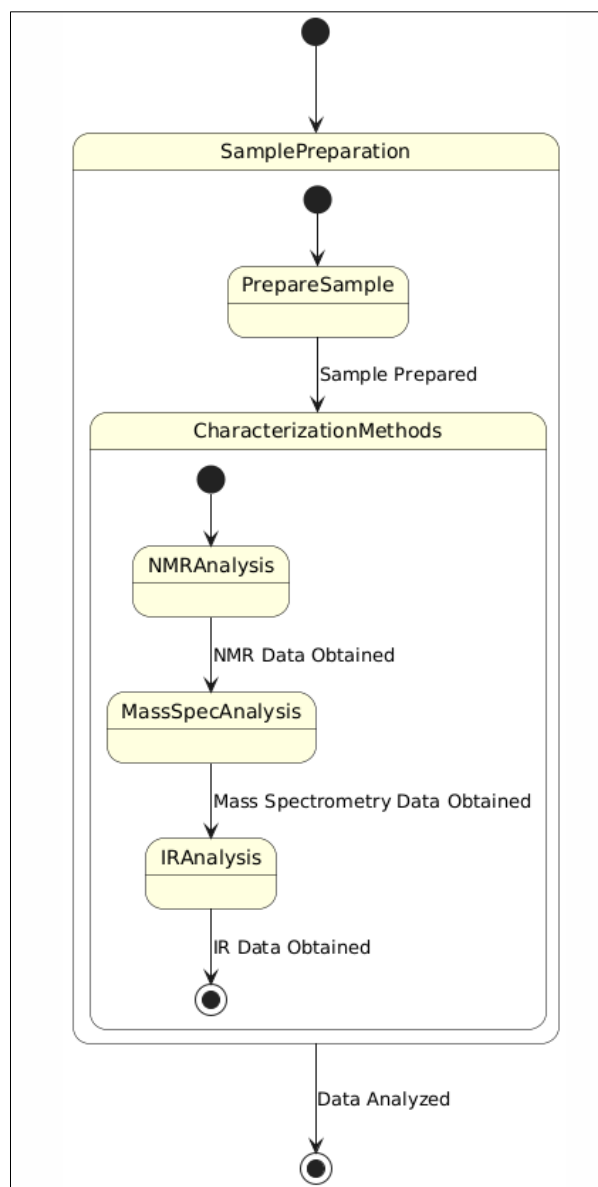 SamplePreparation
PrepareSample
Sample Prepared
CharacterizationMethods
NMRAnalysis
NMR Data Obtained
MassSpecAnalysis
Mass Spectrometry Data Obtained
IRAnalysis
IR Data Obtained
Data Analyzed